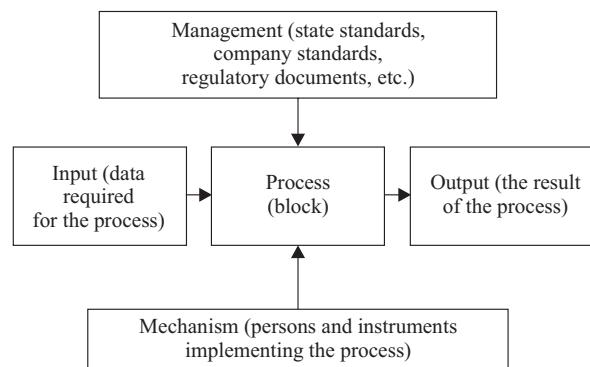 Management (state standards,
company standards,
regulatory documents, etc.)
Input (data
required
for the process)
Process
(block)
Output (the result
of the process)
Mechanism (persons and instruments
implementing the process)